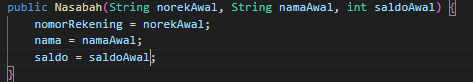 public Nasabah(String norekAwal, String namaAwal, int saldoAwal) {
    nomorRekening = norekAwal;
    nama = namaAwal;
    saldo = saldoAwal;
}